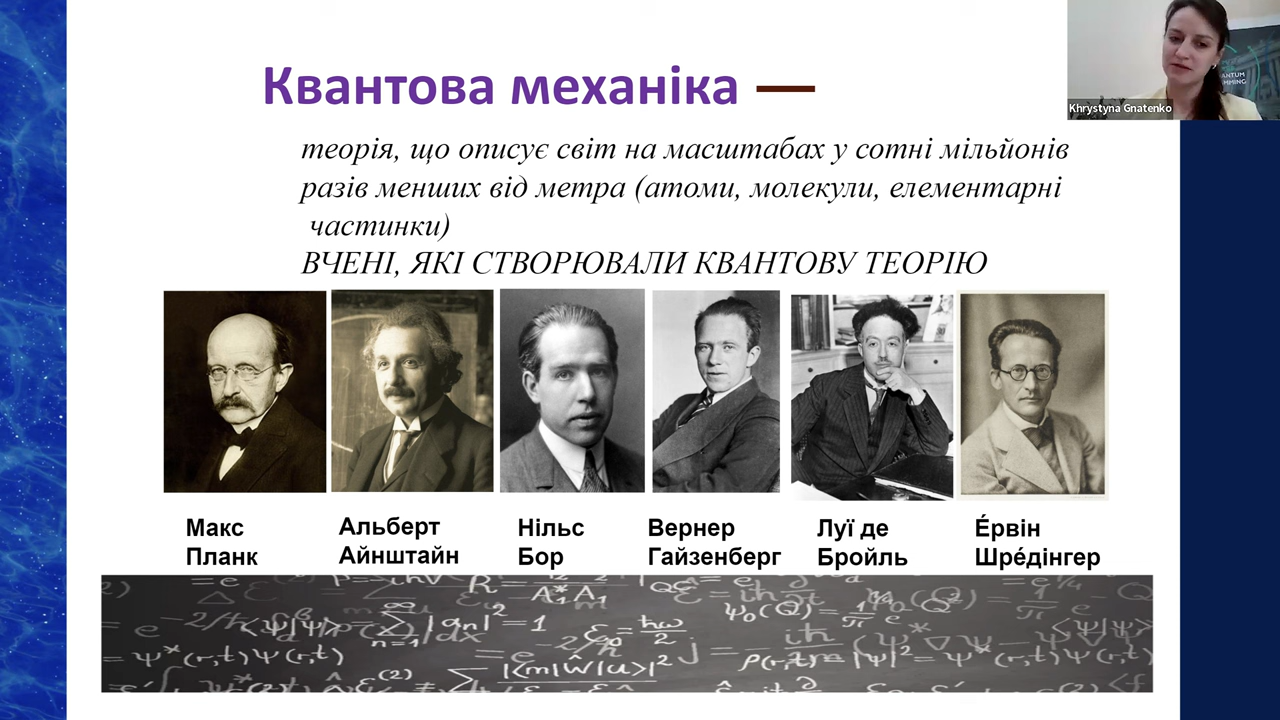 Квантова механіка —
Khrystyna Gnatenko
теорія, що описує світ на масштабах у сотні мільйонів
разів менших від метра (атоми, молекули, елементарні
частинки)
ВЧЕНІ, ЯКІ СТВОРЮВАЛИ КВАНТОВУ ТЕОРІЮ
Макс
Планк
Альберт
Айнштайн
Нільс
Бор
Вернер
Гайзенберг
Луї де
Бройль
Е́рвін
Шре́дінгер